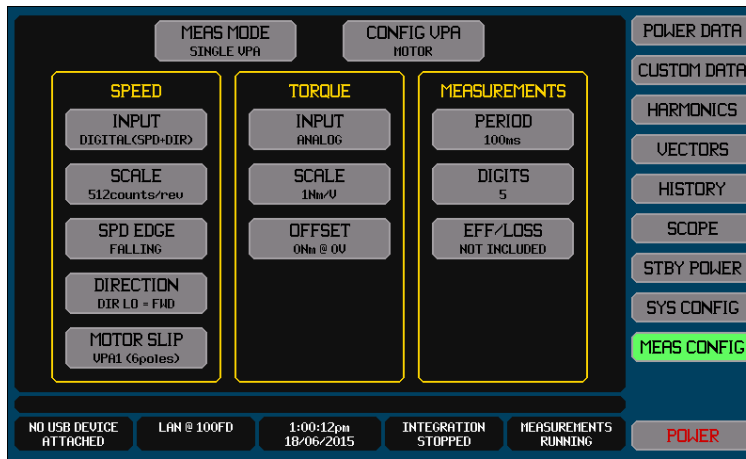 MEAS MODE
SINGLE VPA
CONFIG VPA
MOTOR
SPEED
INPUT
DIGITAL(SPD+DIR)
SCALE
512counts/rev
SPD EDGE
FALLING
DIRECTION
DIR LO = FWD
MOTOR SLIP
VPA1 (6poles)
TORQUE
INPUT
ANALOG
SCALE
1Nm/V
OFFSET
0Nm @ 0V
MEASUREMENTS
PERIOD
100ms
DIGITS
5
EFF/LOSS
NOT INCLUDED
POWER DATA
CUSTOM DATA
HARMONICS
VECTORS
HISTORY
SCOPE
STBY POWER
SYS CONFIG
MEAS CONFIG
POWER
NO USB DEVICE
ATTACHED
LAN @ 100FD
1:00:12pm
18/06/2015
INTEGRATION
STOPPED
MEASUREMENTS
RUNNING